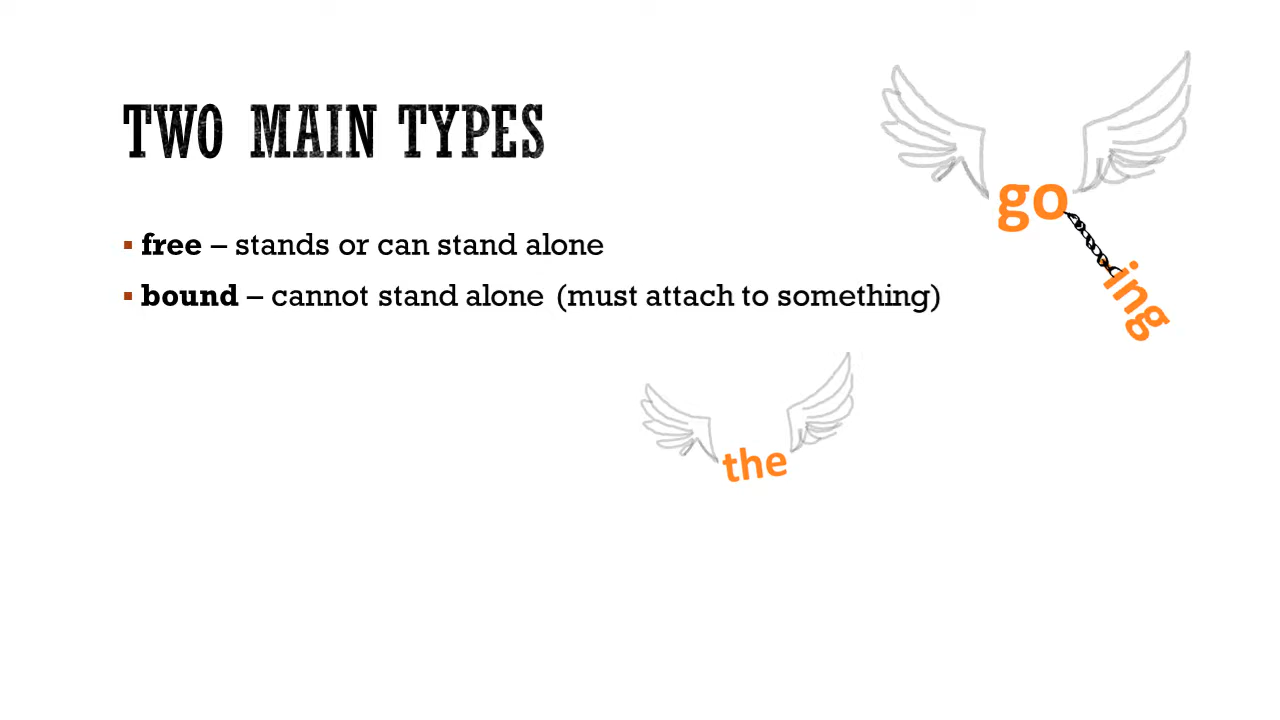 TWO MAIN TYPES
▪ free – stands or can stand alone
▪ bound – cannot stand alone (must attach to something)
go
ing
the